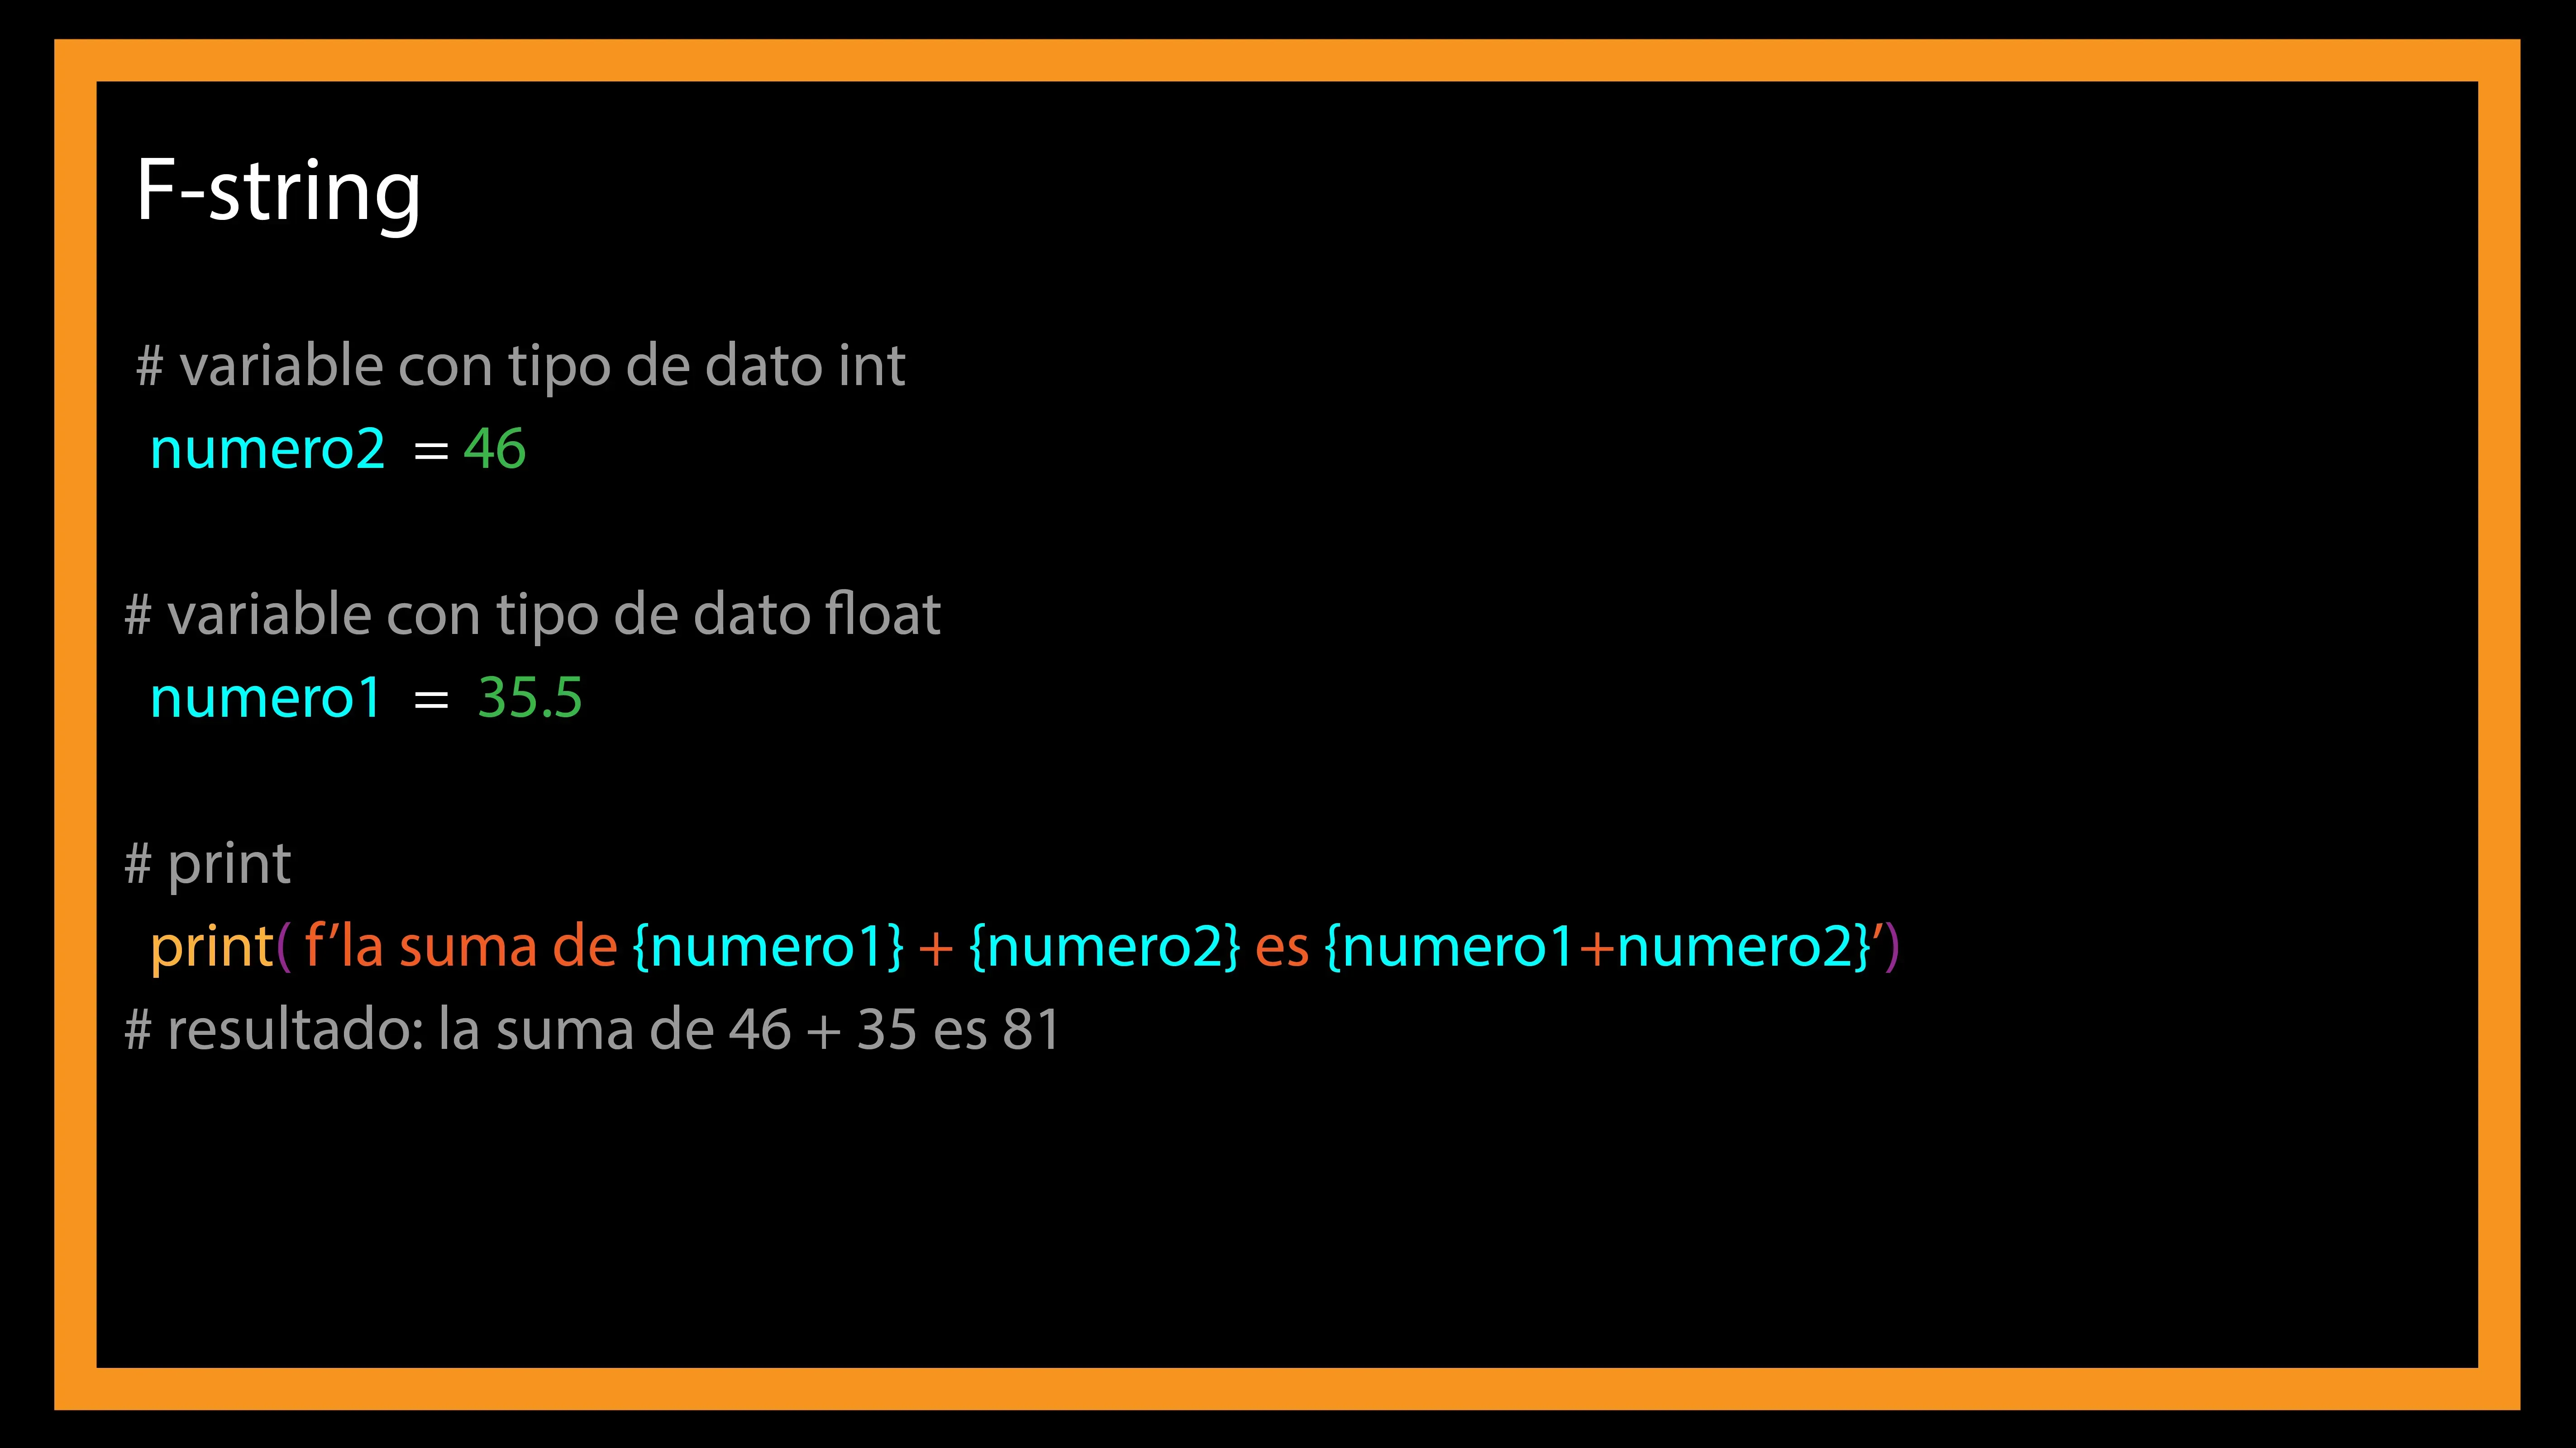 F-string
# variable con tipo de dato int
numero2 = 46
# variable con tipo de dato float
numero1 = 35.5
# print
print( f’la suma de {numero1} + {numero2} es {numero1+numero2}’)
# resultado: la suma de 46 + 35 es 81